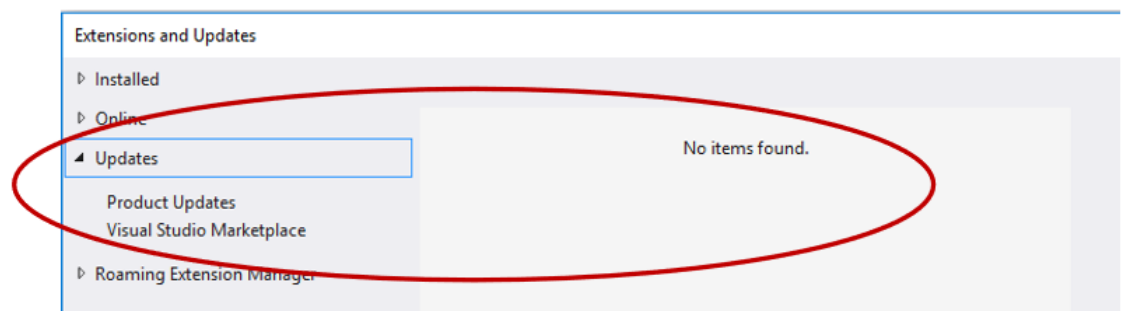 Extensions and Updates
Installed
Online
Updates
No items found.
Product Updates
Visual Studio Marketplace
Roaming Extension Manager